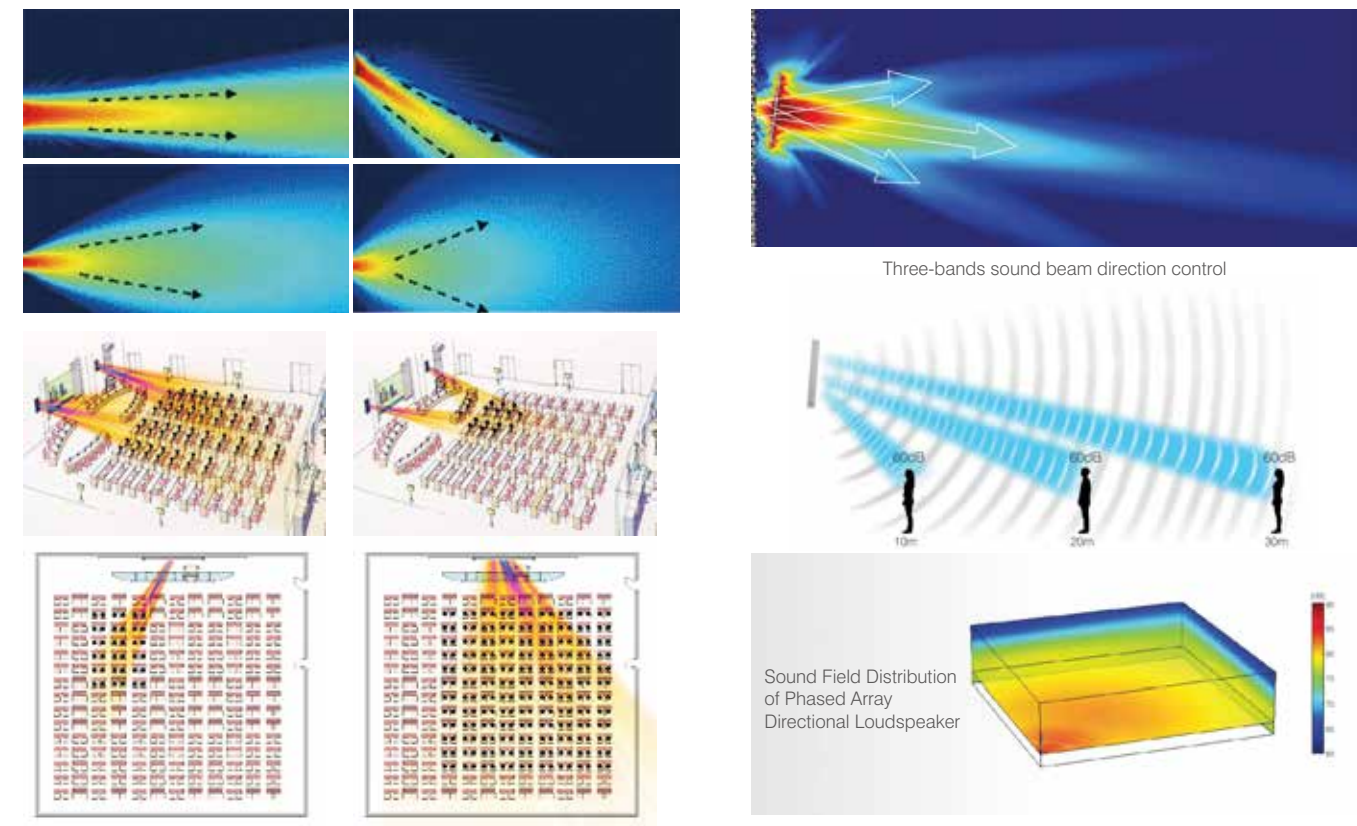 Three-bands sound beam direction control
60dB
60dB
60dB
10m
20m
30m
Sound Field Distribution
of Phased Array
Directional Loudspeaker